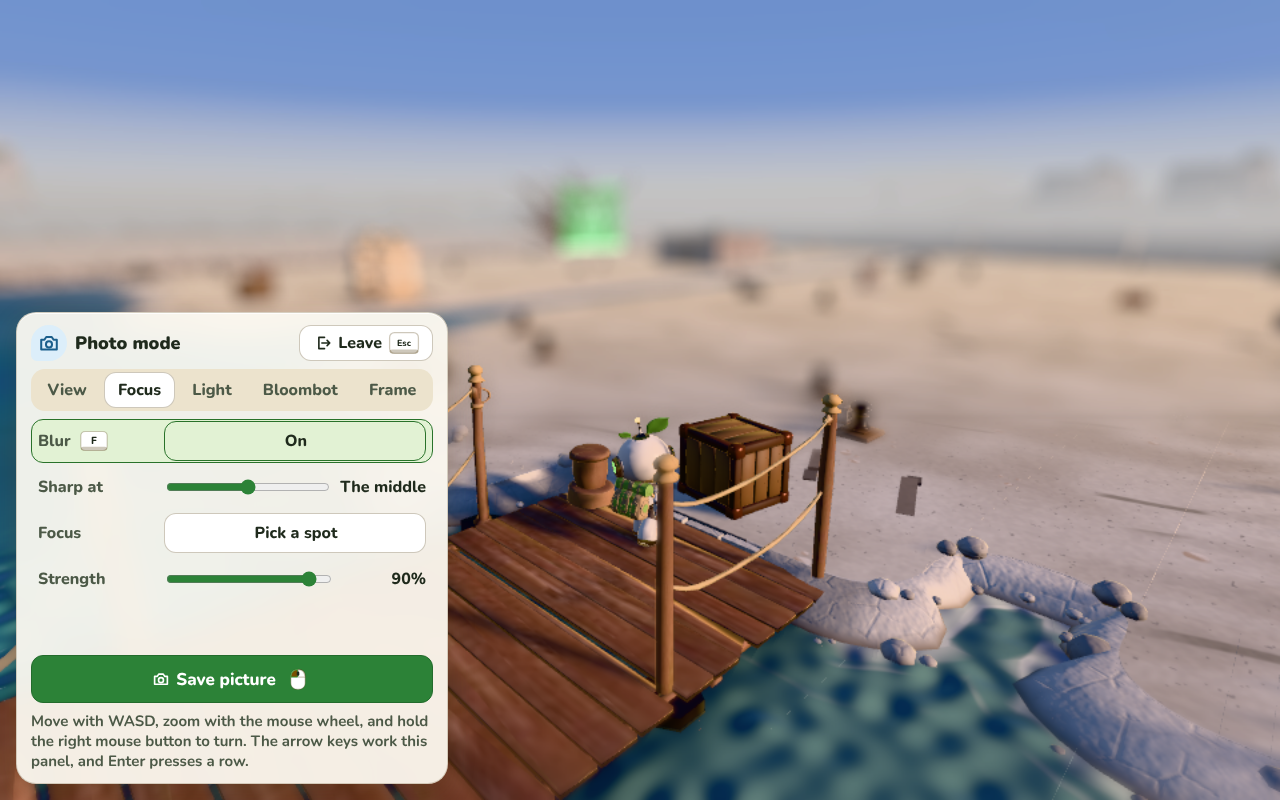 Photo mode
Leave Esc
View Focus Light Bloombot Frame
Blur F On
Sharp at The middle
Focus Pick a spot
Strength 90%
Save picture
Move with WASD, zoom with the mouse wheel, and hold
the right mouse button to turn. The arrow keys work this
panel, and Enter presses a row.